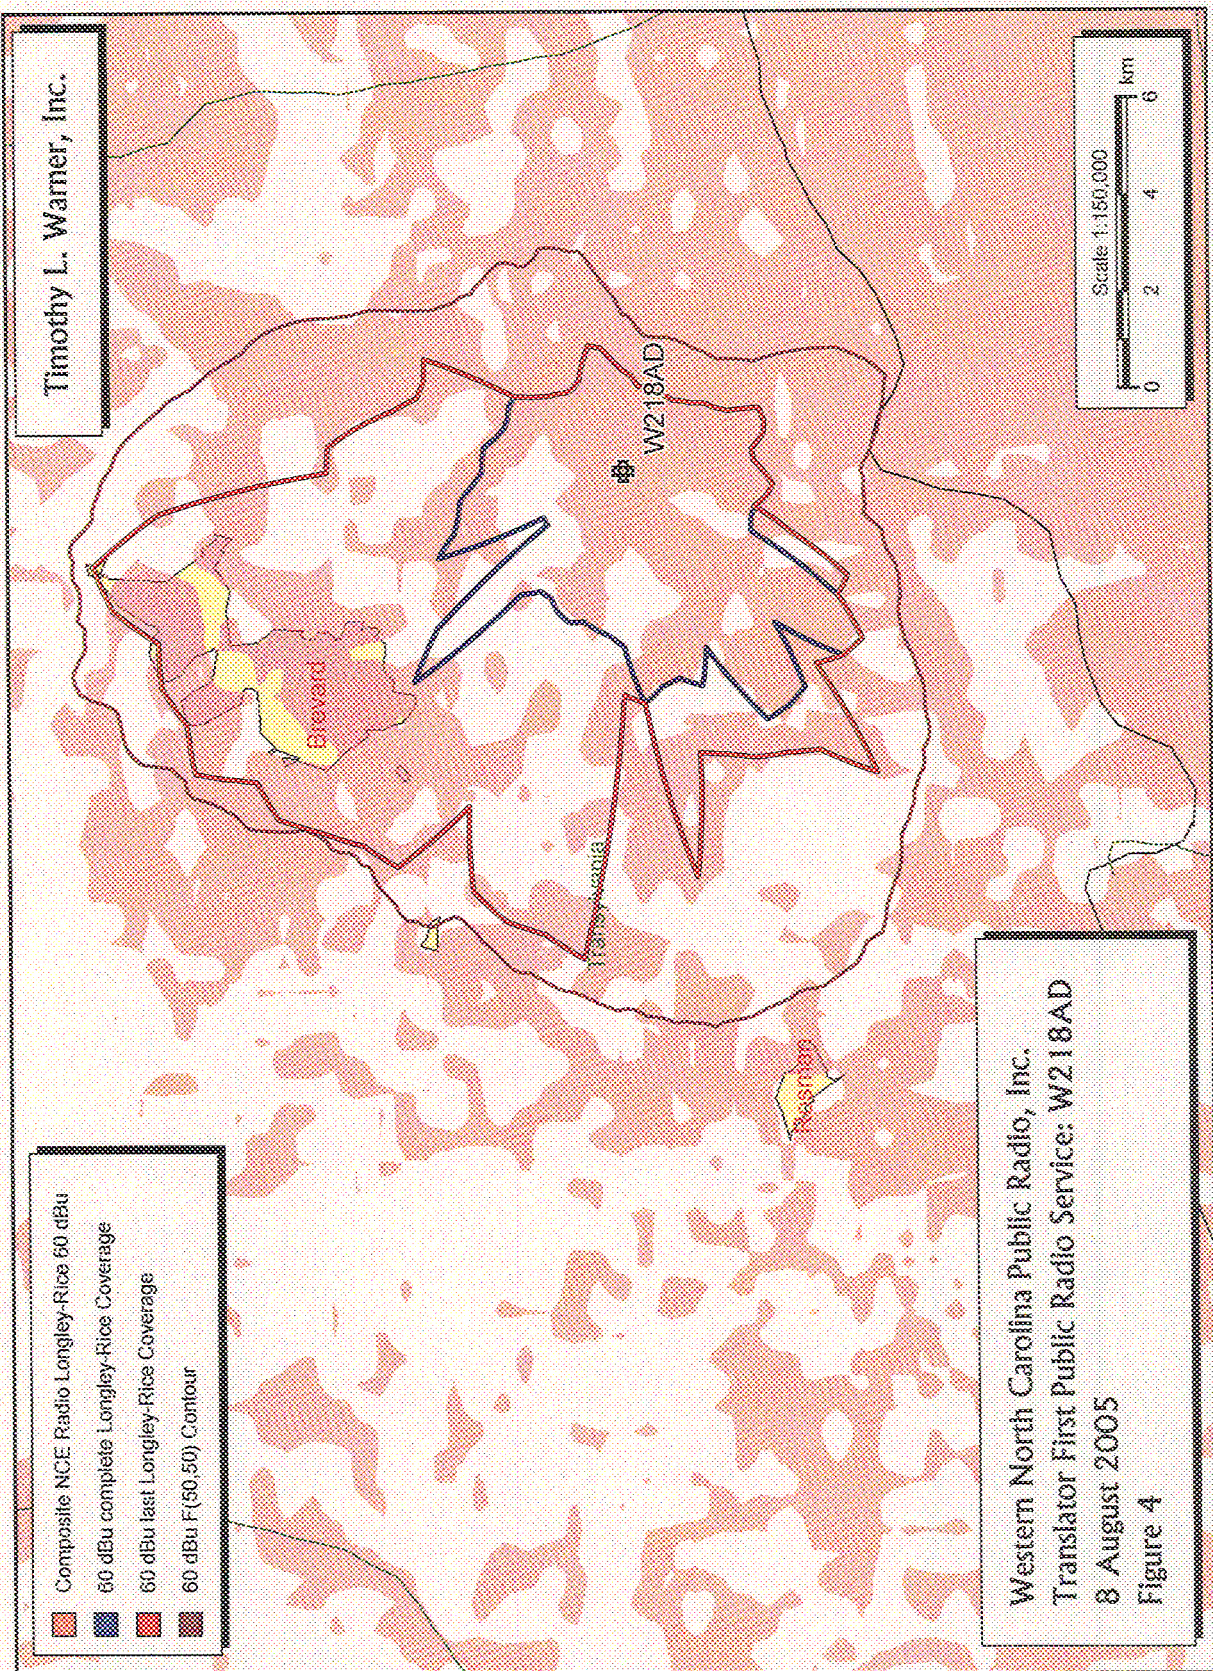 Composite NCE Radio Longley-Rice 60 dBu
60 dBu complete Longley-Rice Coverage
60 dBu last Longley-Rice Coverage
60 dBu F(50,50) Contour
Timothy L. Warner, Inc.
Brevard
W218AD
Transylvania
Rosman
Scale 1:150,000
km
0 2 4 6
Western North Carolina Public Radio, Inc.
Translator First Public Radio Service: W218AD
8 August 2005
Figure 4